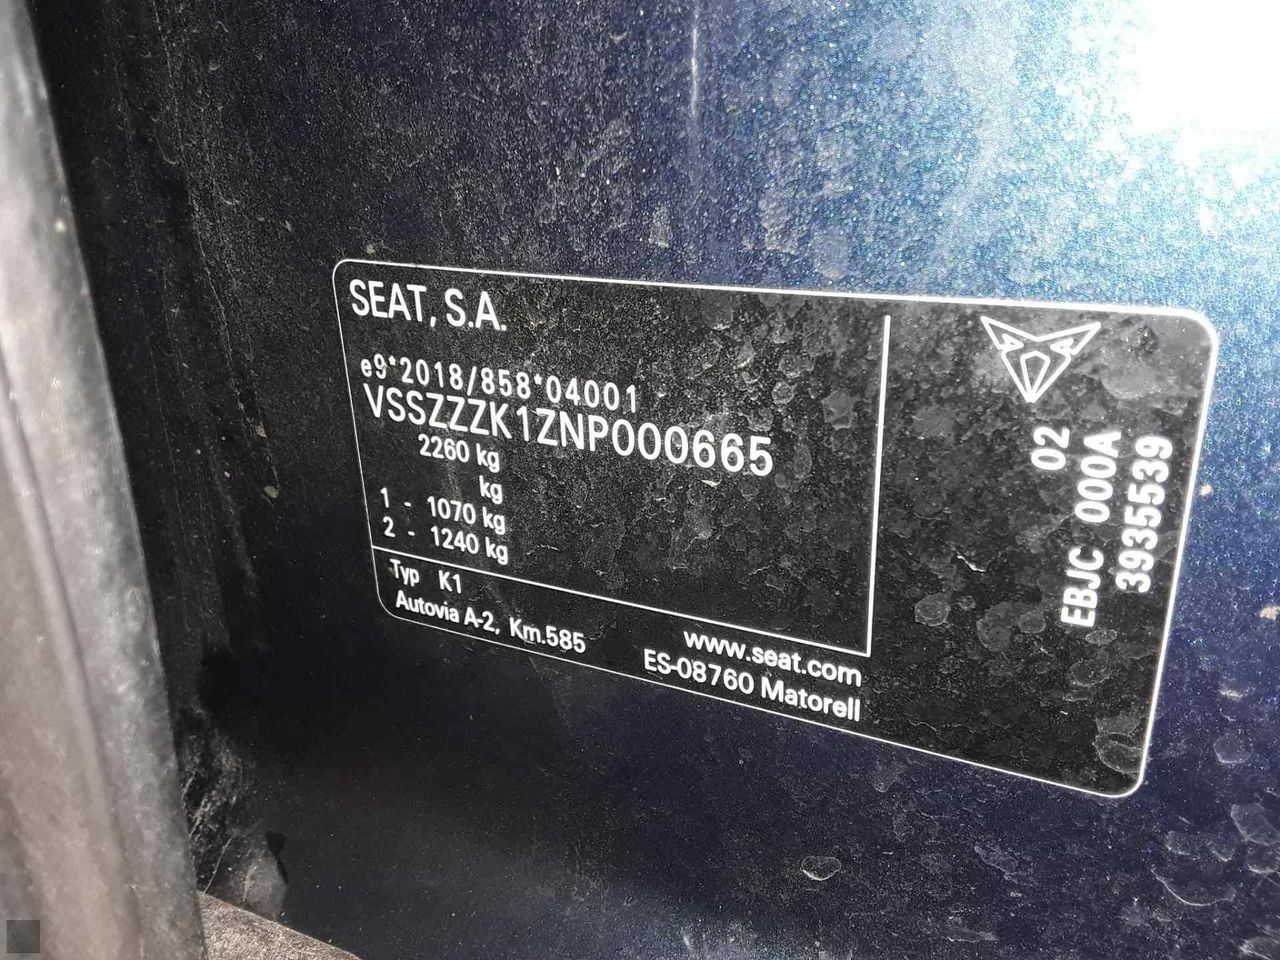 SEAT, S.A.
e9*2018/858*04001
VSSZZZK1ZNP000665
2260 kg
kg
1 - 1070 kg
2 - 1240 kg
Typ K1
Autovia A-2, Km.585
www.seat.com
ES-08760 Matorell
02
EBJC 000A
3935539